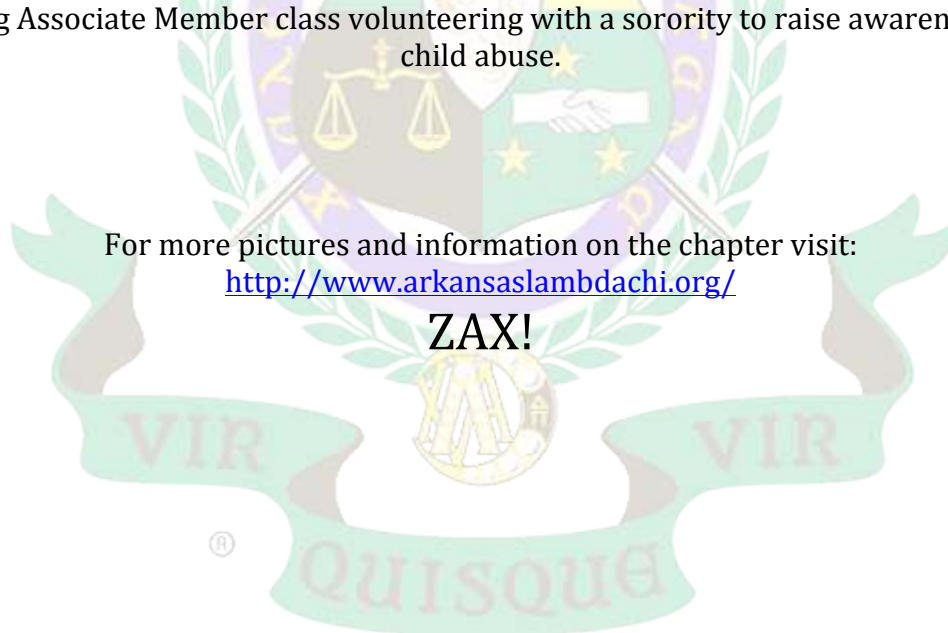 Associate Member class volunteering with a sorority to raise
child abuse.
For more pictures and information on the chapter visit:
http://www.arkansaslambdachi.org/
ZAX!
VIR
VIR
®
QUISQUE